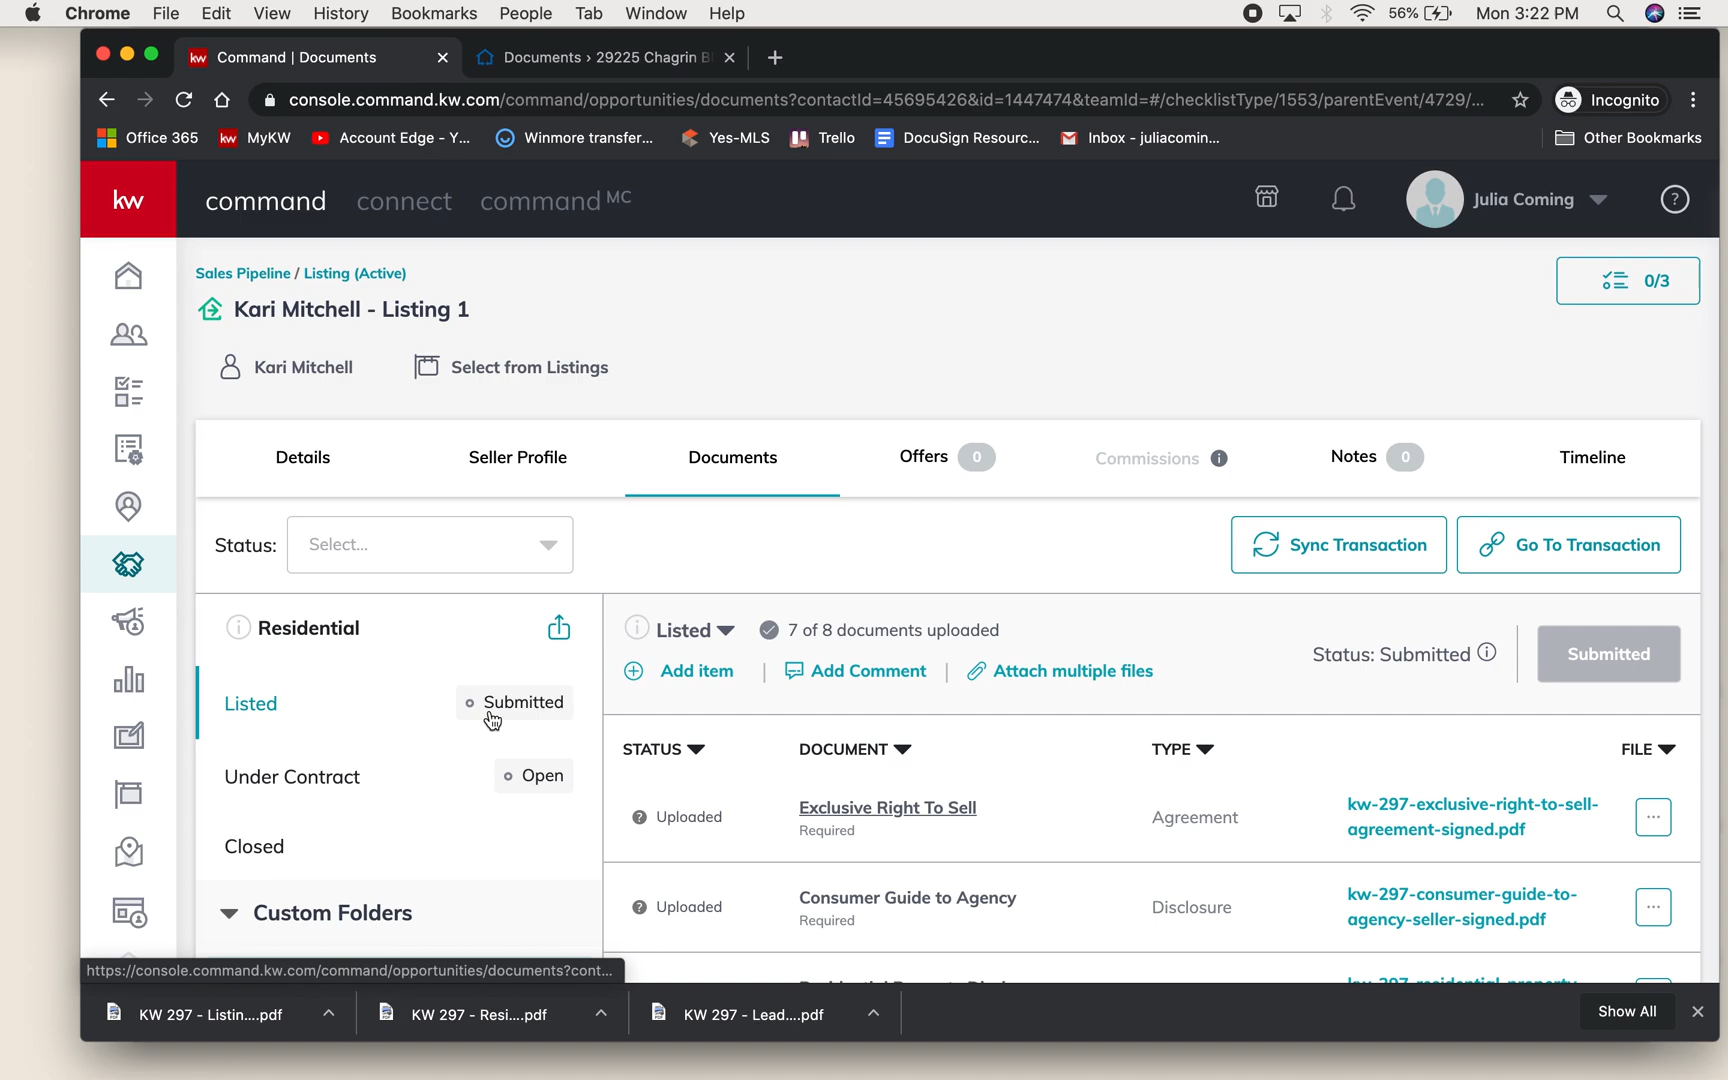 Chrome File Edit View History Bookmarks People Tab Window Help 56% Mon 3:22 PM
kw Command | Documents
Documents › 29225 Chagrin Bl
console.command.kw.com/command/opportunities/documents?contactId=45695426&id=1447474&teamId=#/checklistType/1553/parentEvent/4729/... Incognito
Office 365 kw MyKW Account Edge - Y... Winmore transfer... Yes-MLS Trello DocuSign Resourc... Inbox - juliacomin... Other Bookmarks
kw command connect command MC Julia Coming ?
Sales Pipeline / Listing (Active)
0/3
Kari Mitchell - Listing 1
Kari Mitchell Select from Listings
Details Seller Profile Documents Offers 0 Commissions i Notes 0 Timeline
Status: Select... Sync Transaction Go To Transaction
Residential
Listed Submitted
Under Contract Open
Closed
Custom Folders
Listed 7 of 8 documents uploaded
Add item | Add Comment | Attach multiple files
Status: Submitted Submitted
STATUS DOCUMENT TYPE FILE
Uploaded Exclusive Right To Sell Agreement kw-297-exclusive-right-to-sell-
Required agreement-signed.pdf ...
Uploaded Consumer Guide to Agency Disclosure kw-297-consumer-guide-to-
Required agency-seller-signed.pdf ...
https://console.command.kw.com/command/opportunities/documents?cont...
KW 297 - Listin....pdf KW 297 - Resi....pdf KW 297 - Lead....pdf Show All